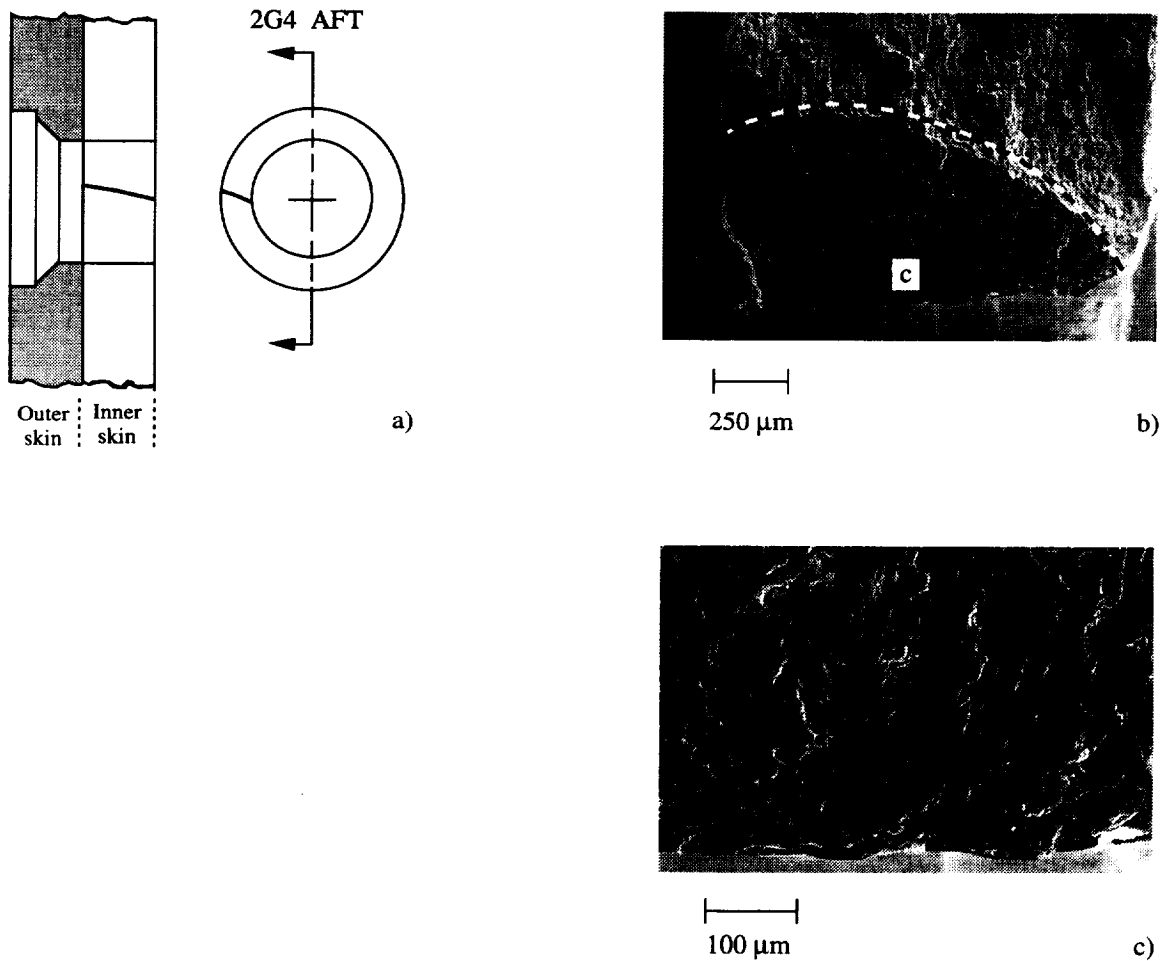 2G4 AFT
Outer skin
Inner skin
a)
c
250 μm
b)
100 μm
c)